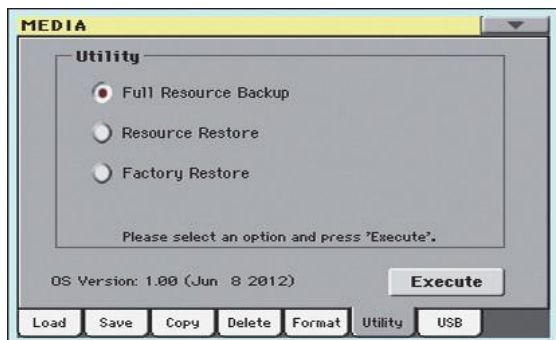 MEDIA
Utility
Full Resource Backup
Resource Restore
Factory Restore
Please select an option and press 'Execute'.
OS Version: 1.00 (Jun 8 2012)
Execute
Load Save Copy Delete Format Utility USB